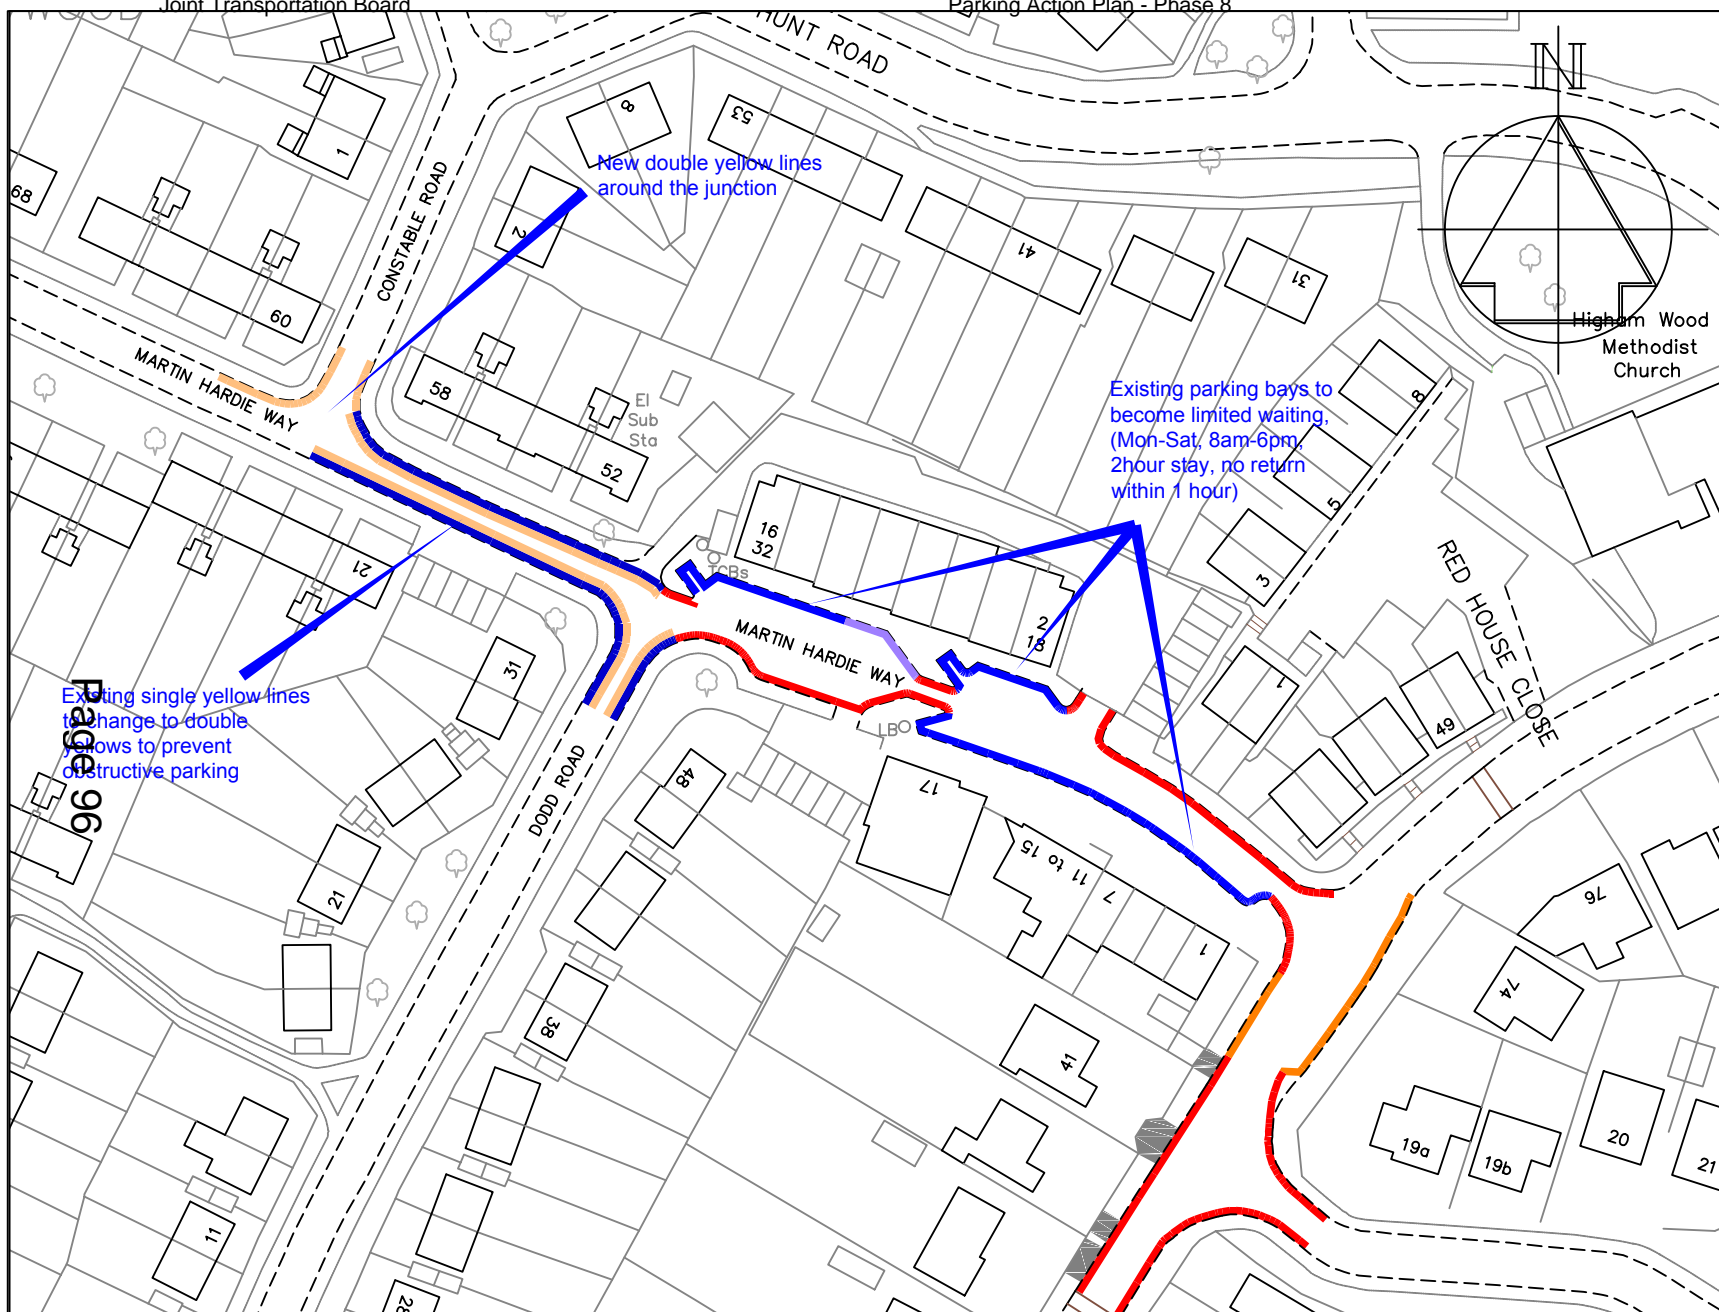 Joint Transportation Board
Parking Action Plan - Phase 8
WOOD
HUNT ROAD
N
8
53
1
New double yellow lines
around the junction
68
CONSTABLE ROAD
2
41
31
60
Higham Wood
Methodist
Church
MARTIN HARDIE WAY
58
El
Sub
Sta
52
Existing parking bays to
become limited waiting,
(Mon-Sat, 8am-6pm,
2hour stay, no return
within 1 hour)
8
5
3
16
32
TCBs
21
2
18
MARTIN HARDIE WAY
RED HOUSE CLOSE
31
1
49
Existing single yellow lines
to change to double
yellows to prevent
obstructive parking
Page 96
LB
DODD ROAD
48
17
11 to 15
7
1
21
76
74
38
41
19a
19b
20
21
11
28